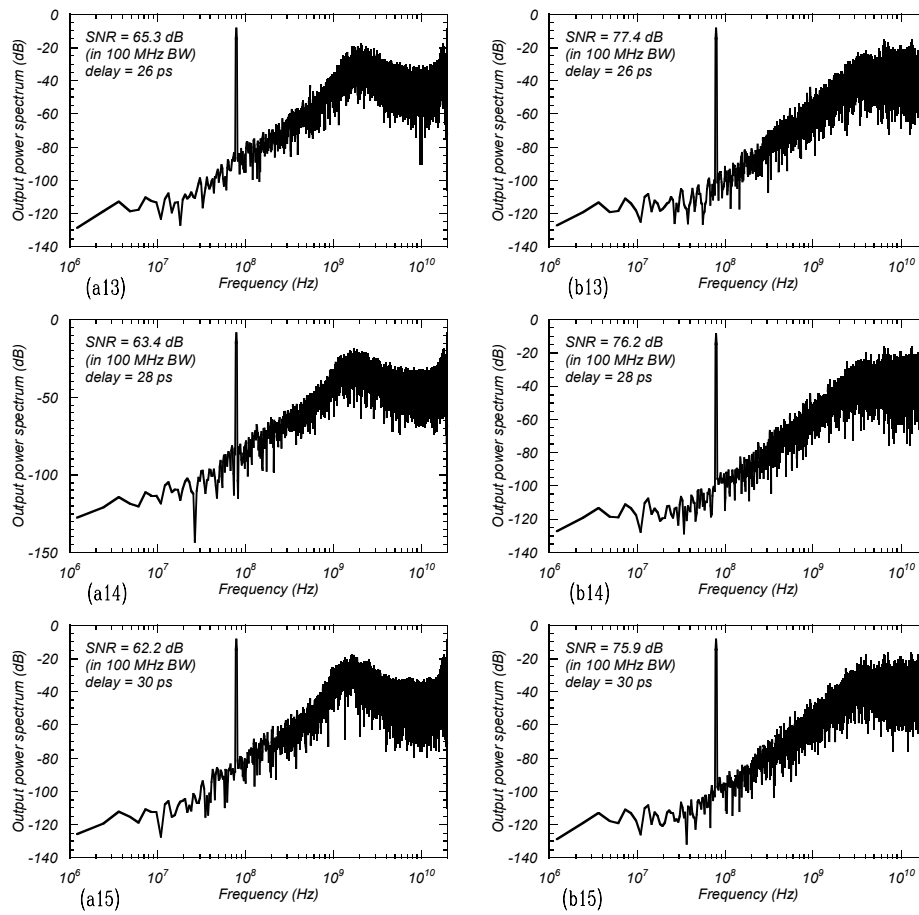 0
-20
-40
-60
-80
-100
-120
-140
Output power spectrum (dB)
SNR = 65.3 dB
(in 100 MHz BW)
delay = 26 ps
10^6
10^7
10^8
10^9
10^10
Frequency (Hz)
(a13)
0
-20
-40
-60
-80
-100
-120
-140
Output power spectrum (dB)
SNR = 77.4 dB
(in 100 MHz BW)
delay = 26 ps
10^6
10^7
10^8
10^9
10^10
Frequency (Hz)
(b13)
0
-50
-100
-150
Output power spectrum (dB)
SNR = 63.4 dB
(in 100 MHz BW)
delay = 28 ps
10^6
10^7
10^8
10^9
10^10
Frequency (Hz)
(a14)
0
-20
-40
-60
-80
-100
-120
-140
Output power spectrum (dB)
SNR = 76.2 dB
(in 100 MHz BW)
delay = 28 ps
10^6
10^7
10^8
10^9
10^10
Frequency (Hz)
(b14)
0
-20
-40
-60
-80
-100
-120
-140
Output power spectrum (dB)
SNR = 62.2 dB
(in 100 MHz BW)
delay = 30 ps
10^6
10^7
10^8
10^9
10^10
Frequency (Hz)
(a15)
0
-20
-40
-60
-80
-100
-120
-140
Output power spectrum (dB)
SNR = 75.9 dB
(in 100 MHz BW)
delay = 30 ps
10^6
10^7
10^8
10^9
10^10
Frequency (Hz)
(b15)